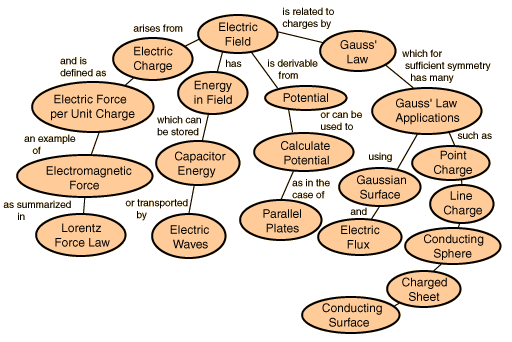 is related to
charges by
Electric
Field
arises from
Electric
Charge
Gauss'
Law
and is
defined as
has
is derivable
from
which for
sufficient symmetry
has many
Energy
in Field
Potential
Electric Force
per Unit Charge
Gauss' Law
Applications
which can
be stored
or can be
used to
an example
of
such as
Capacitor
Energy
Calculate
Potential
using
Point
Charge
Electromagnetic
Force
Gaussian
Surface
as in the
case of
Line
Charge
as summarized
in
or transported
by
and
Lorentz
Force Law
Electric
Waves
Parallel
Plates
Electric
Flux
Conducting
Sphere
Charged
Sheet
Conducting
Surface